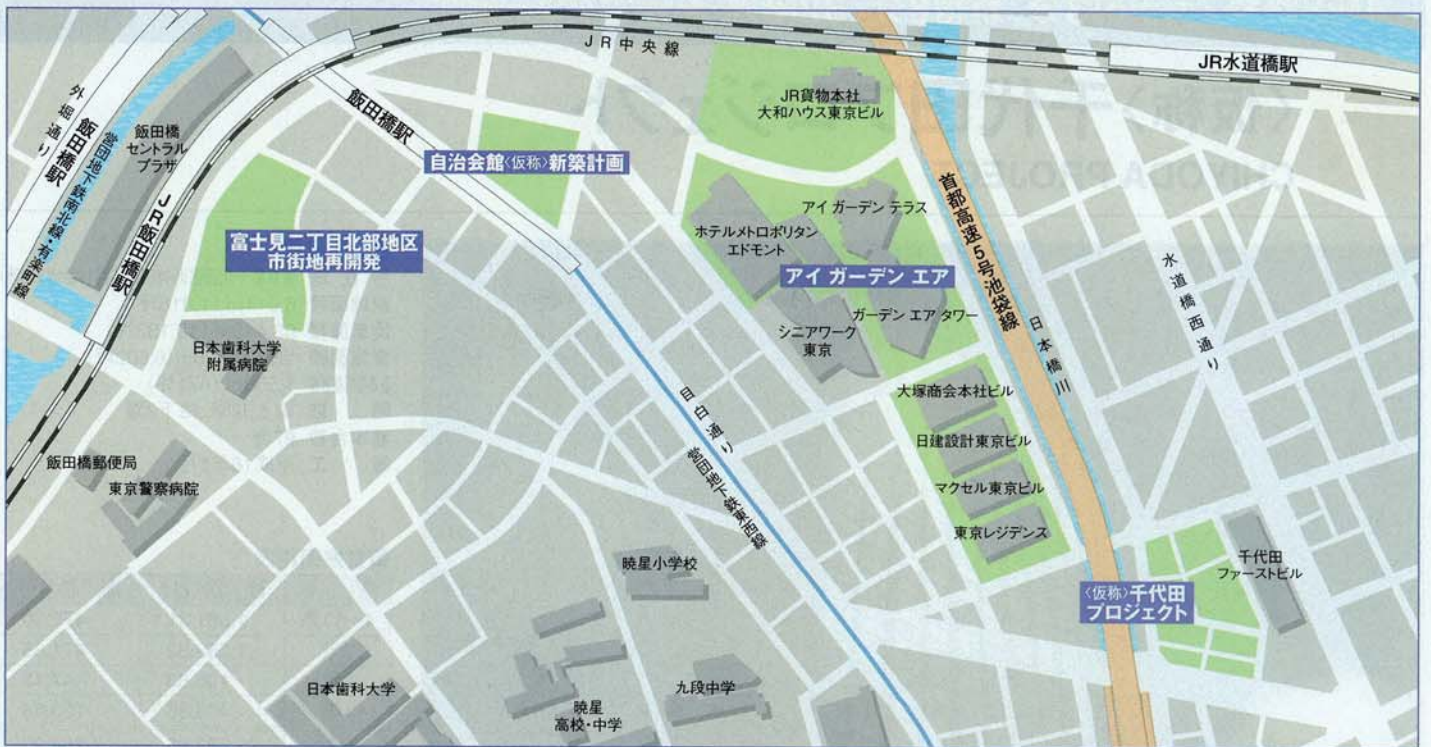 JR中央線
JR水道橋駅
外堀通り
飯田橋駅
営団地下鉄南北線・有楽町線
飯田橋
セントラル
プラザ
JR飯田橋駅
飯田橋駅
自治会館〈仮称〉新築計画
JR貨物本社
大和ハウス東京ビル
富士見二丁目北部地区
市街地再開発
アイ ガーデン テラス
ホテルメトロポリタン
エドモント
アイ ガーデン エア
首都高速5号池袋線
水道橋西通り
ガーデン エア タワー
シニアワーク
東京
日本橋川
日本歯科大学
附属病院
大塚商会本社ビル
目白通り
日建設計東京ビル
営団地下鉄東西線
飯田橋郵便局
東京警察病院
マクセル東京ビル
東京レジデンス
暁星小学校
千代田
ファーストビル
〈仮称〉千代田
プロジェクト
日本歯科大学
暁星
高校・中学
九段中学